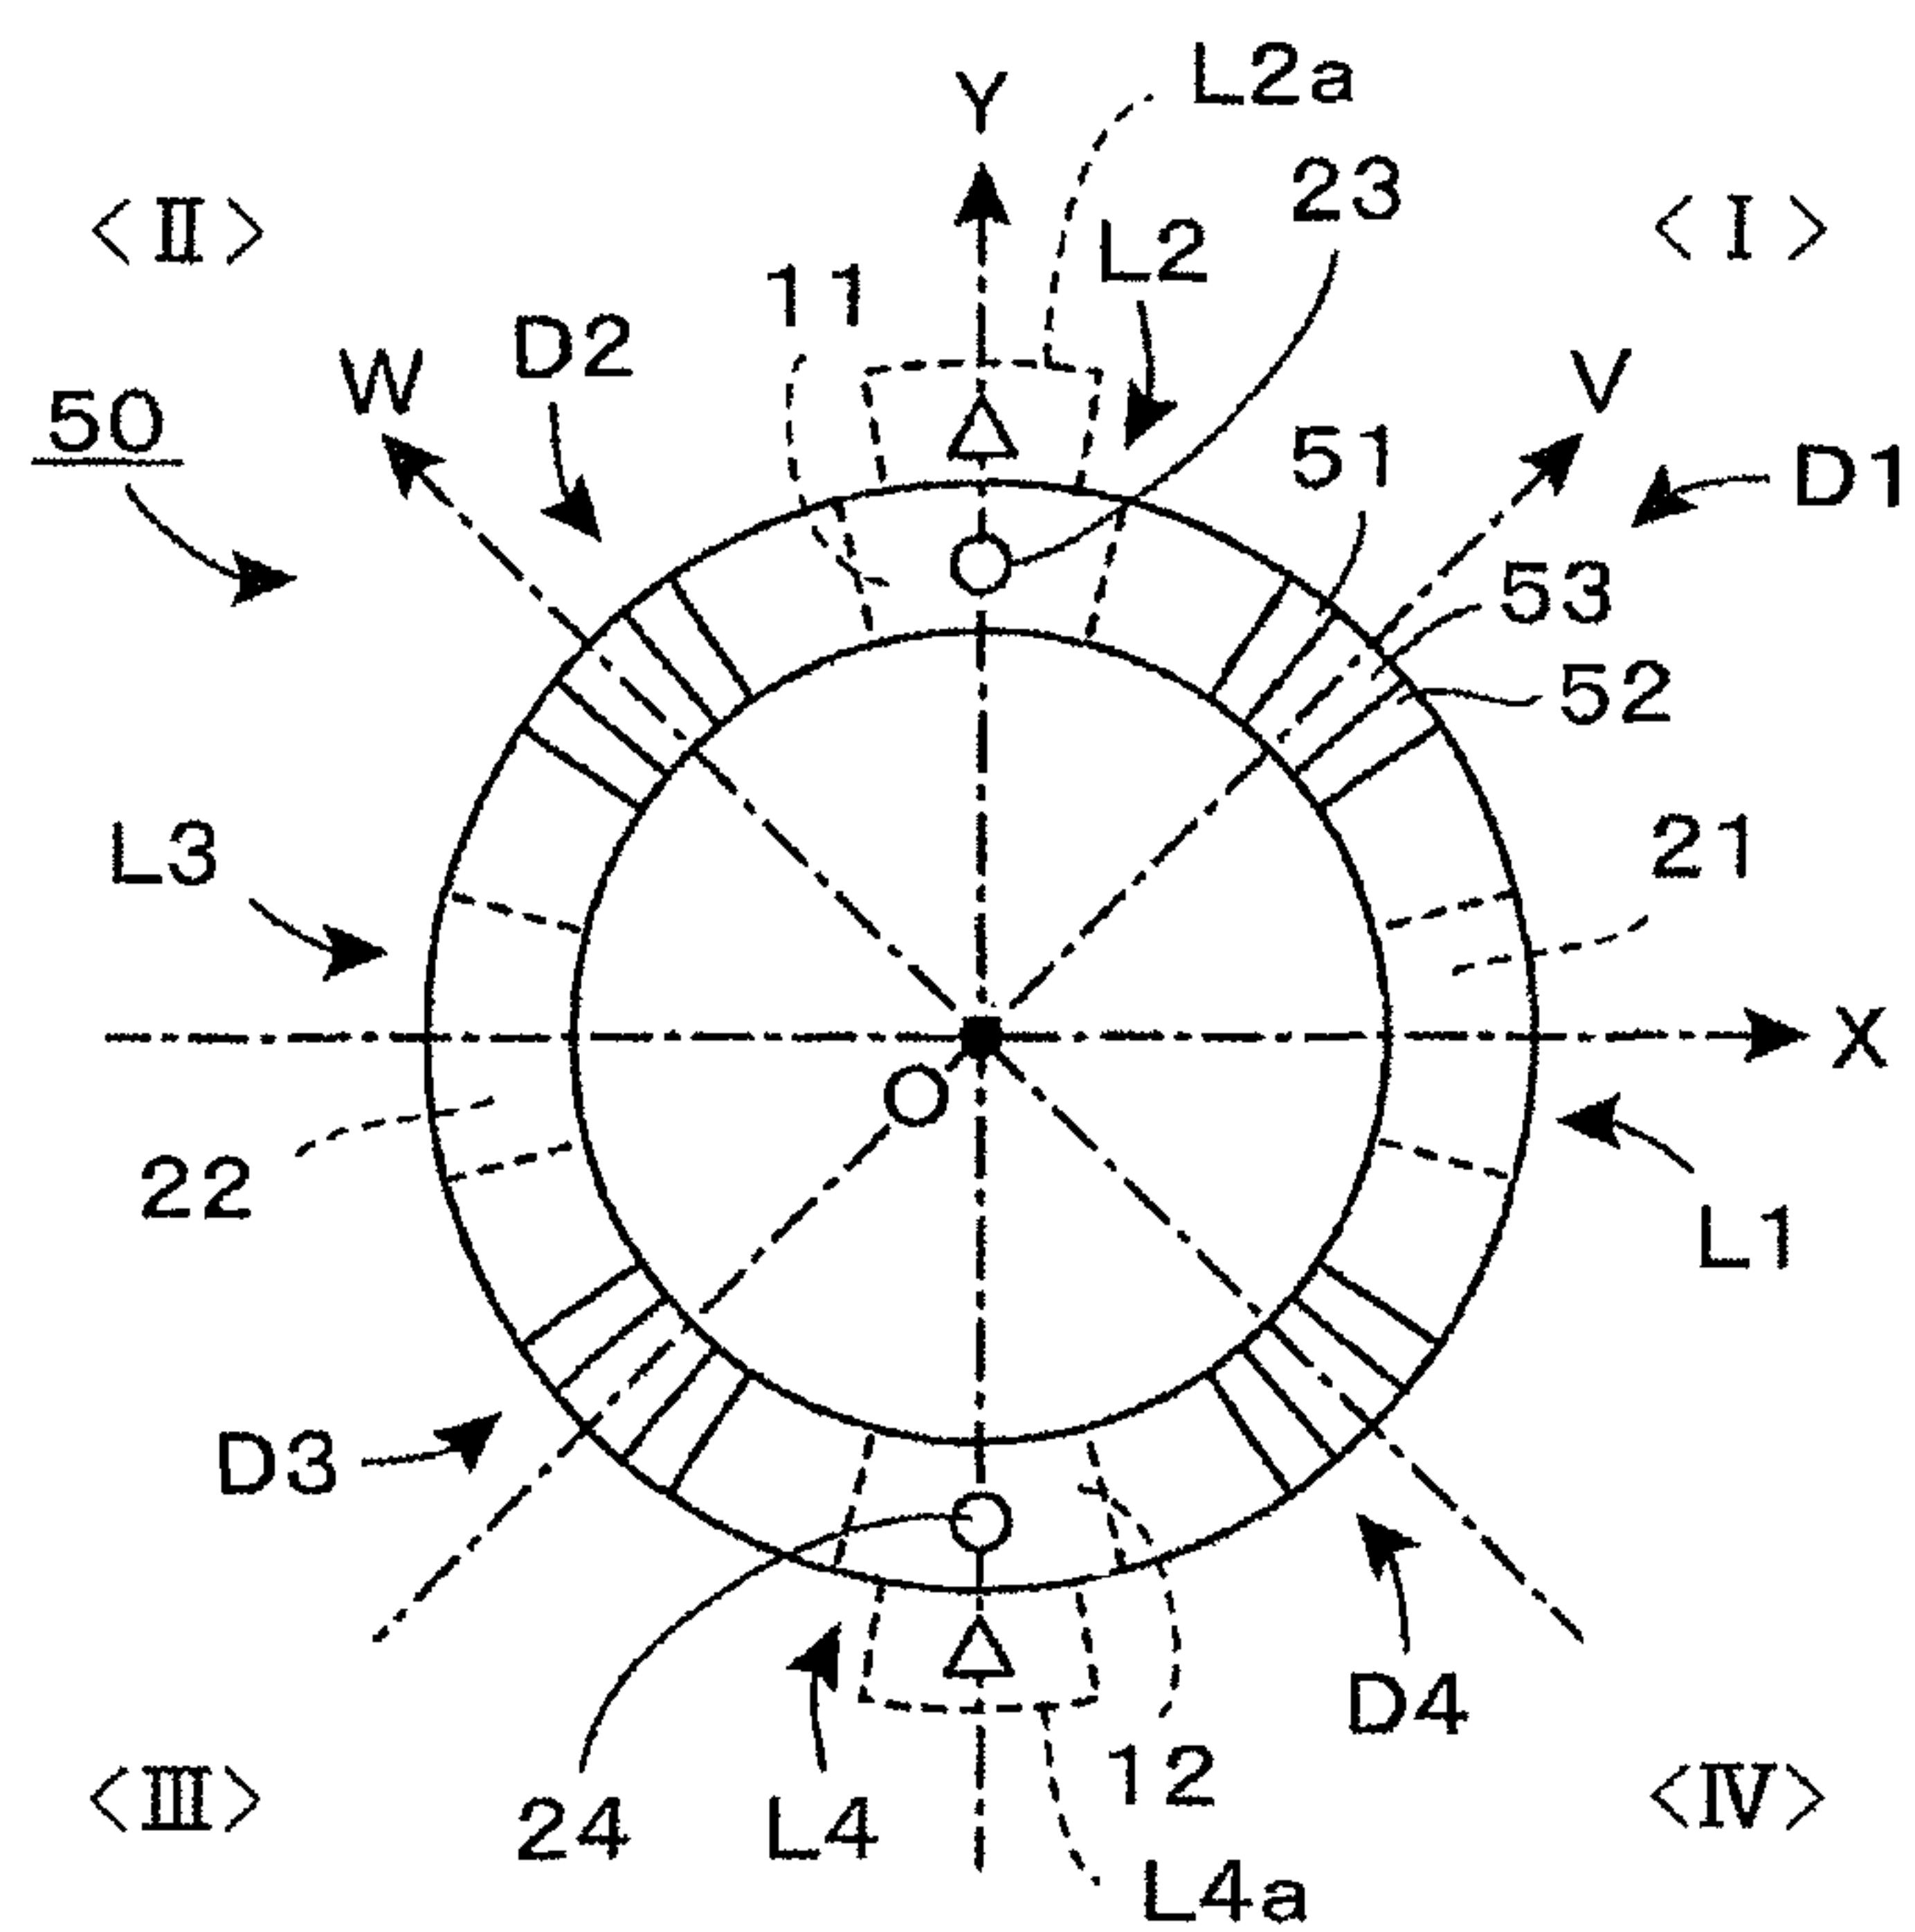 L2a
Y
23
<Ⅱ>
<Ⅰ>
L2
11
D2
W
V
50
51
D1
53
52
L3
21
X
O
22
L1
D3
D4
12
<Ⅲ>
<Ⅳ>
24
L4
L4a